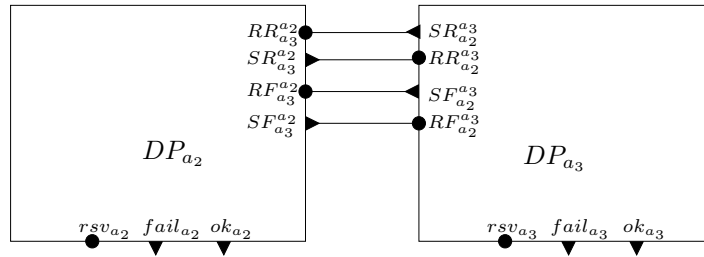 RR^{a_2}_{a_3} SR^{a_3}_{a_2}
SR^{a_2}_{a_3} RR^{a_3}_{a_2}
RF^{a_2}_{a_3} SF^{a_3}_{a_2}
SF^{a_2}_{a_3} RF^{a_3}_{a_2}
DP_{a_2} DP_{a_3}
rsv_{a_2} fail_{a_2} ok_{a_2} rsv_{a_3} fail_{a_3} ok_{a_3}